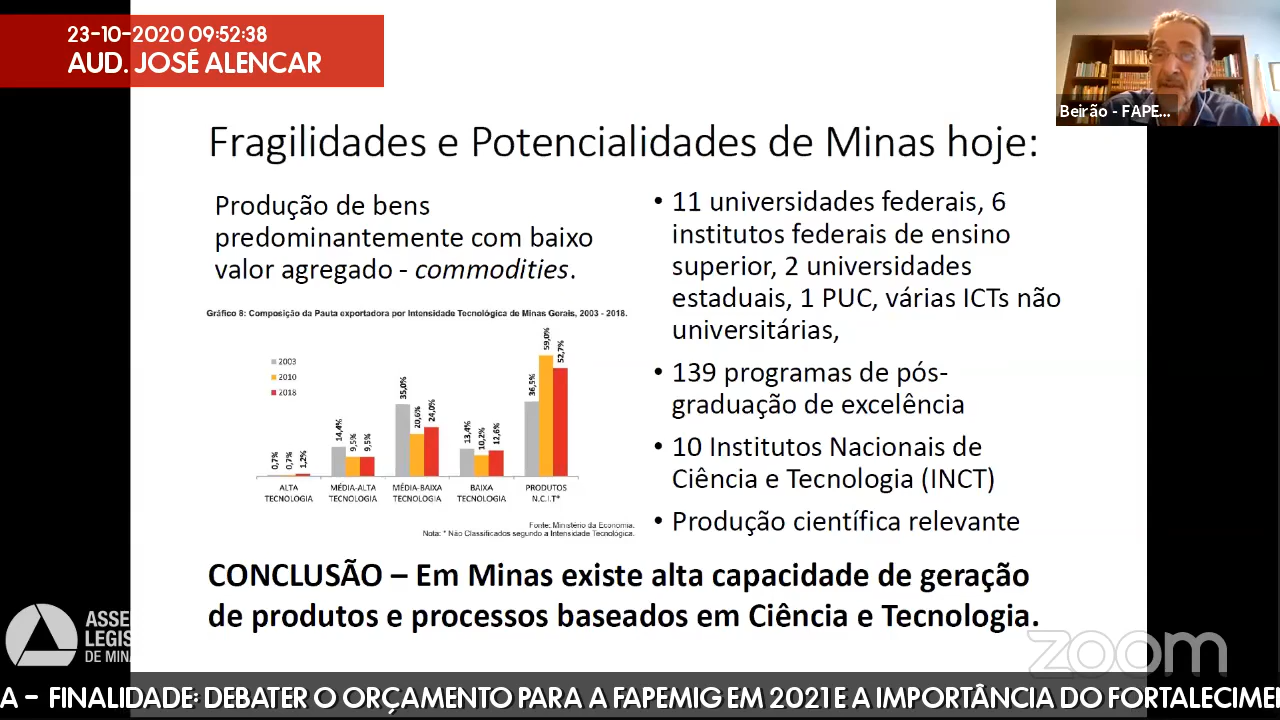 23-10-2020 09:52:38
AUD. JOSÉ ALENCAR
Beirão - FAPE...
Fragilidades e Potencialidades de Minas hoje:
Produção de bens
predominantemente com baixo
valor agregado - commodities.
Gráfico 8: Composição da Pauta exportadora por Intensidade Tecnológica de Minas Gerais, 2003 - 2018.
2003
2010
2018
0,7% 0,7% 1,2%
14,4% 9,5% 9,5%
35,0% 20,6% 24,0%
13,4% 10,2% 12,6%
36,5% 59,0% 52,7%
ALTA TECNOLOGIA
MÉDIA-ALTA TECNOLOGIA
MÉDIA-BAIXA TECNOLOGIA
BAIXA TECNOLOGIA
PRODUTOS N.C.I.T*
Fonte: Ministério da Economia.
Nota: * Não Classificados segundo a Intensidade Tecnológica.
• 11 universidades federais, 6
institutos federais de ensino
superior, 2 universidades
estaduais, 1 PUC, várias ICTs não
universitárias,
• 139 programas de pós-
graduação de excelência
• 10 Institutos Nacionais de
Ciência e Tecnologia (INCT)
• Produção científica relevante
CONCLUSÃO – Em Minas existe alta capacidade de geração
de produtos e processos baseados em Ciência e Tecnologia.
ASSE
LEGIS
DE MINA
zoom
A - FINALIDADE: DEBATER O ORÇAMENTO PARA A FAPEMIG EM 2021 E A IMPORTÂNCIA DO FORTALECIME